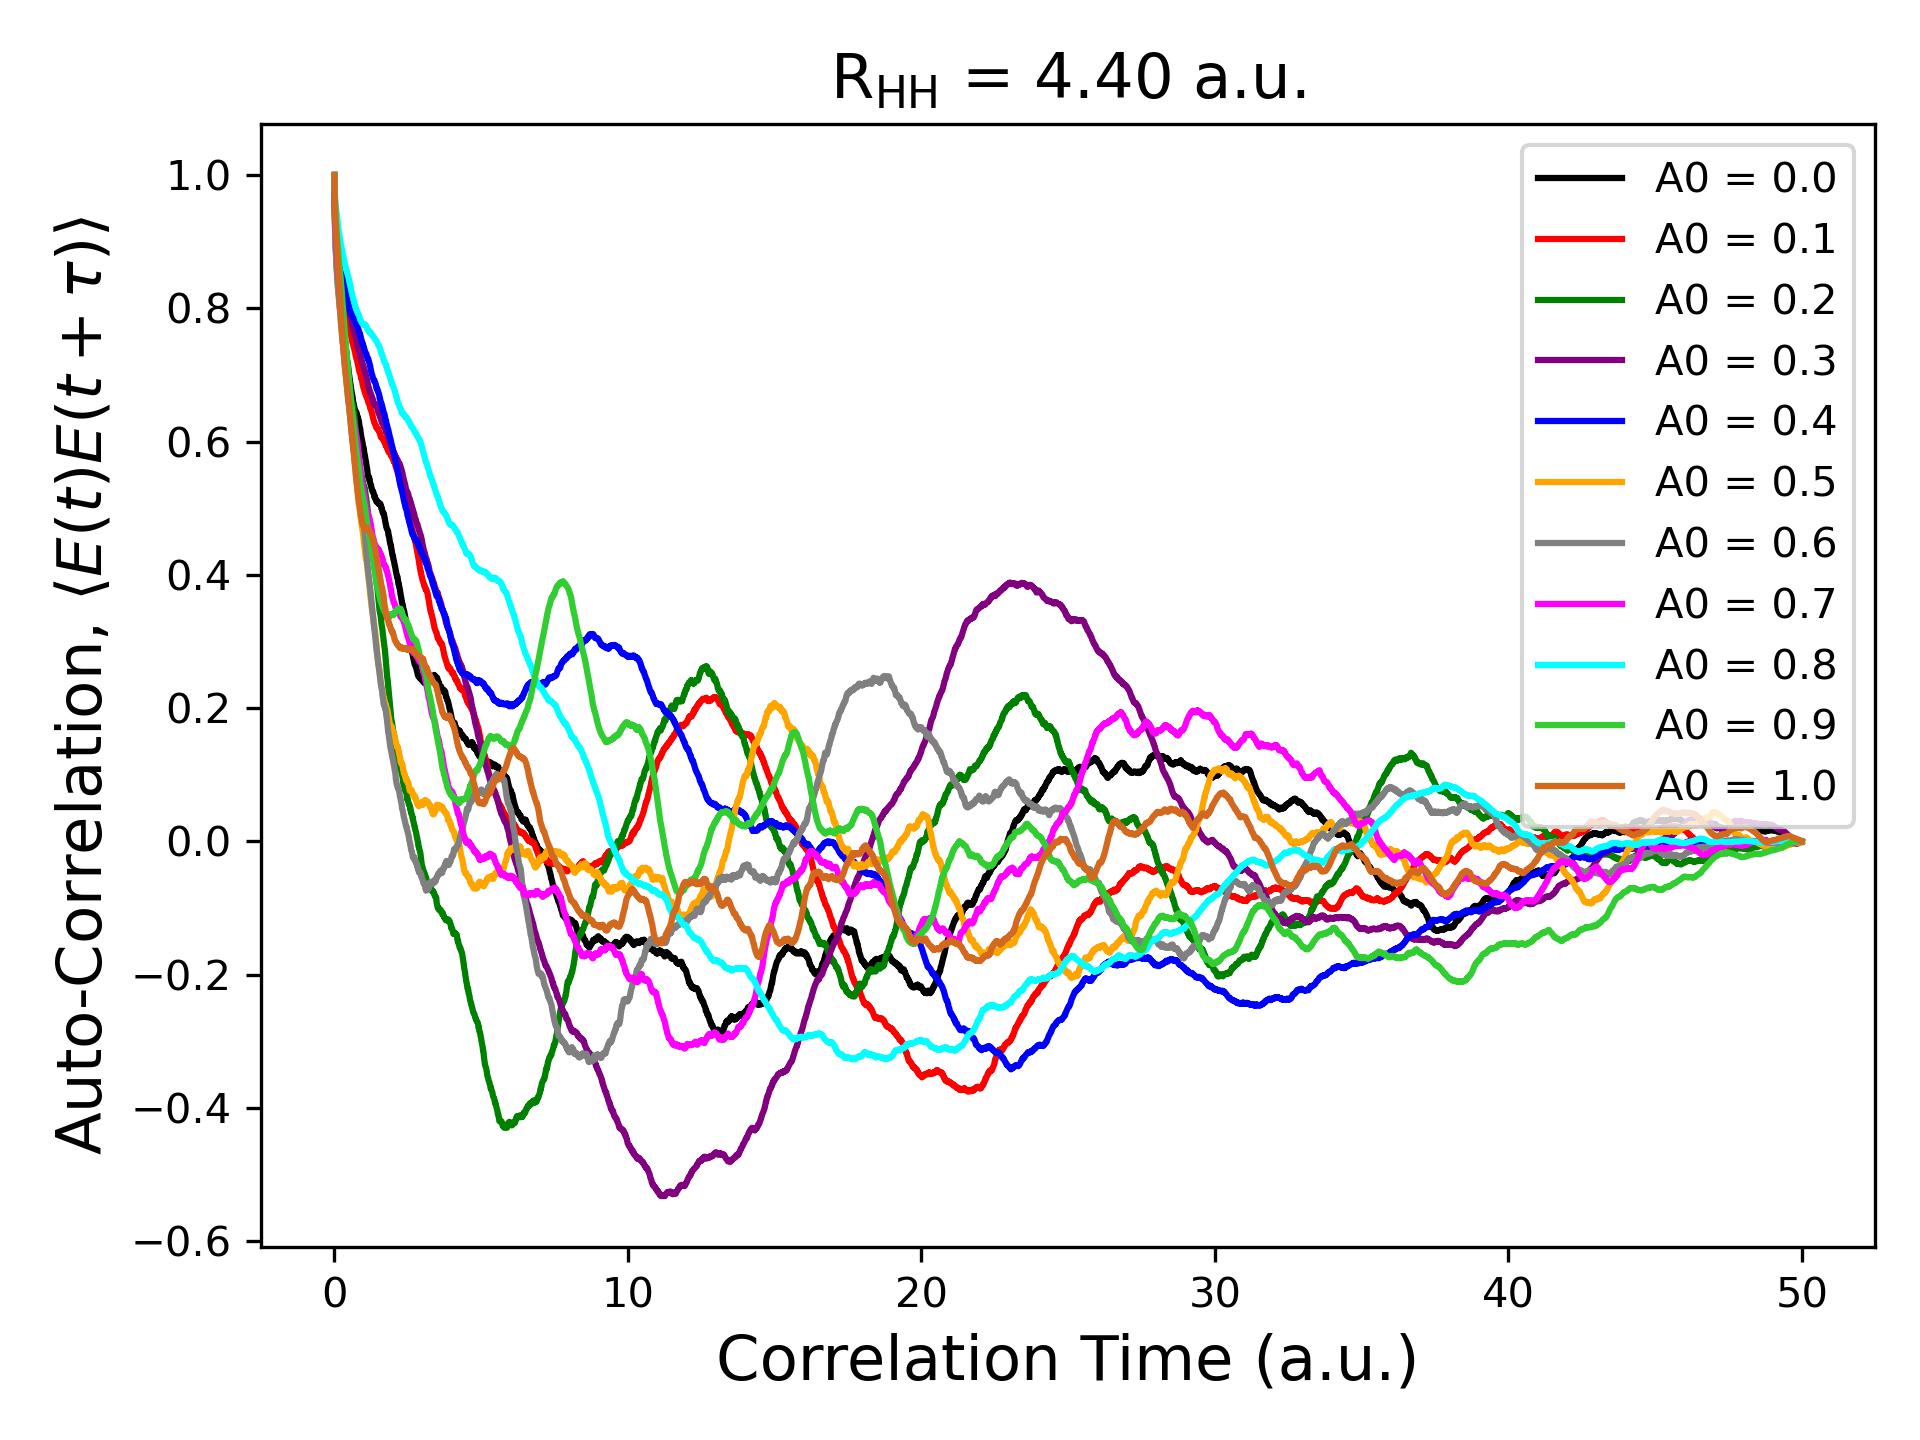 R_HH = 4.40 a.u.
Auto-Correlation, ⟨E(t)E(t + τ)⟩
1.0
0.8
0.6
0.4
0.2
0.0
−0.2
−0.4
−0.6
A0 = 0.0
A0 = 0.1
A0 = 0.2
A0 = 0.3
A0 = 0.4
A0 = 0.5
A0 = 0.6
A0 = 0.7
A0 = 0.8
A0 = 0.9
A0 = 1.0
0 10 20 30 40 50
Correlation Time (a.u.)